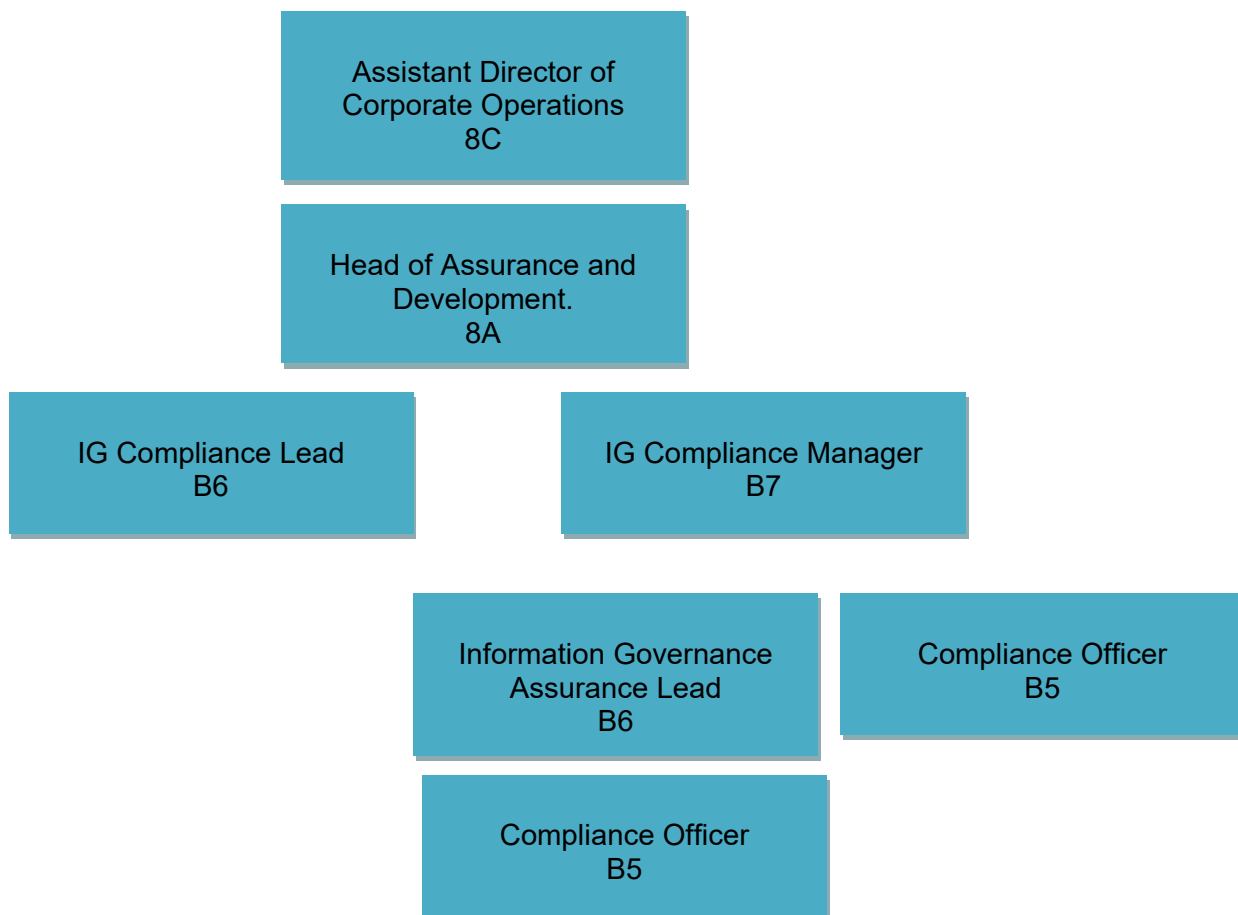 Assistant Director of
Corporate Operations
8C
Head of Assurance and
Development.
8A
IG Compliance Lead
B6
IG Compliance Manager
B7
Information Governance
Assurance Lead
B6
Compliance Officer
B5
Compliance Officer
B5